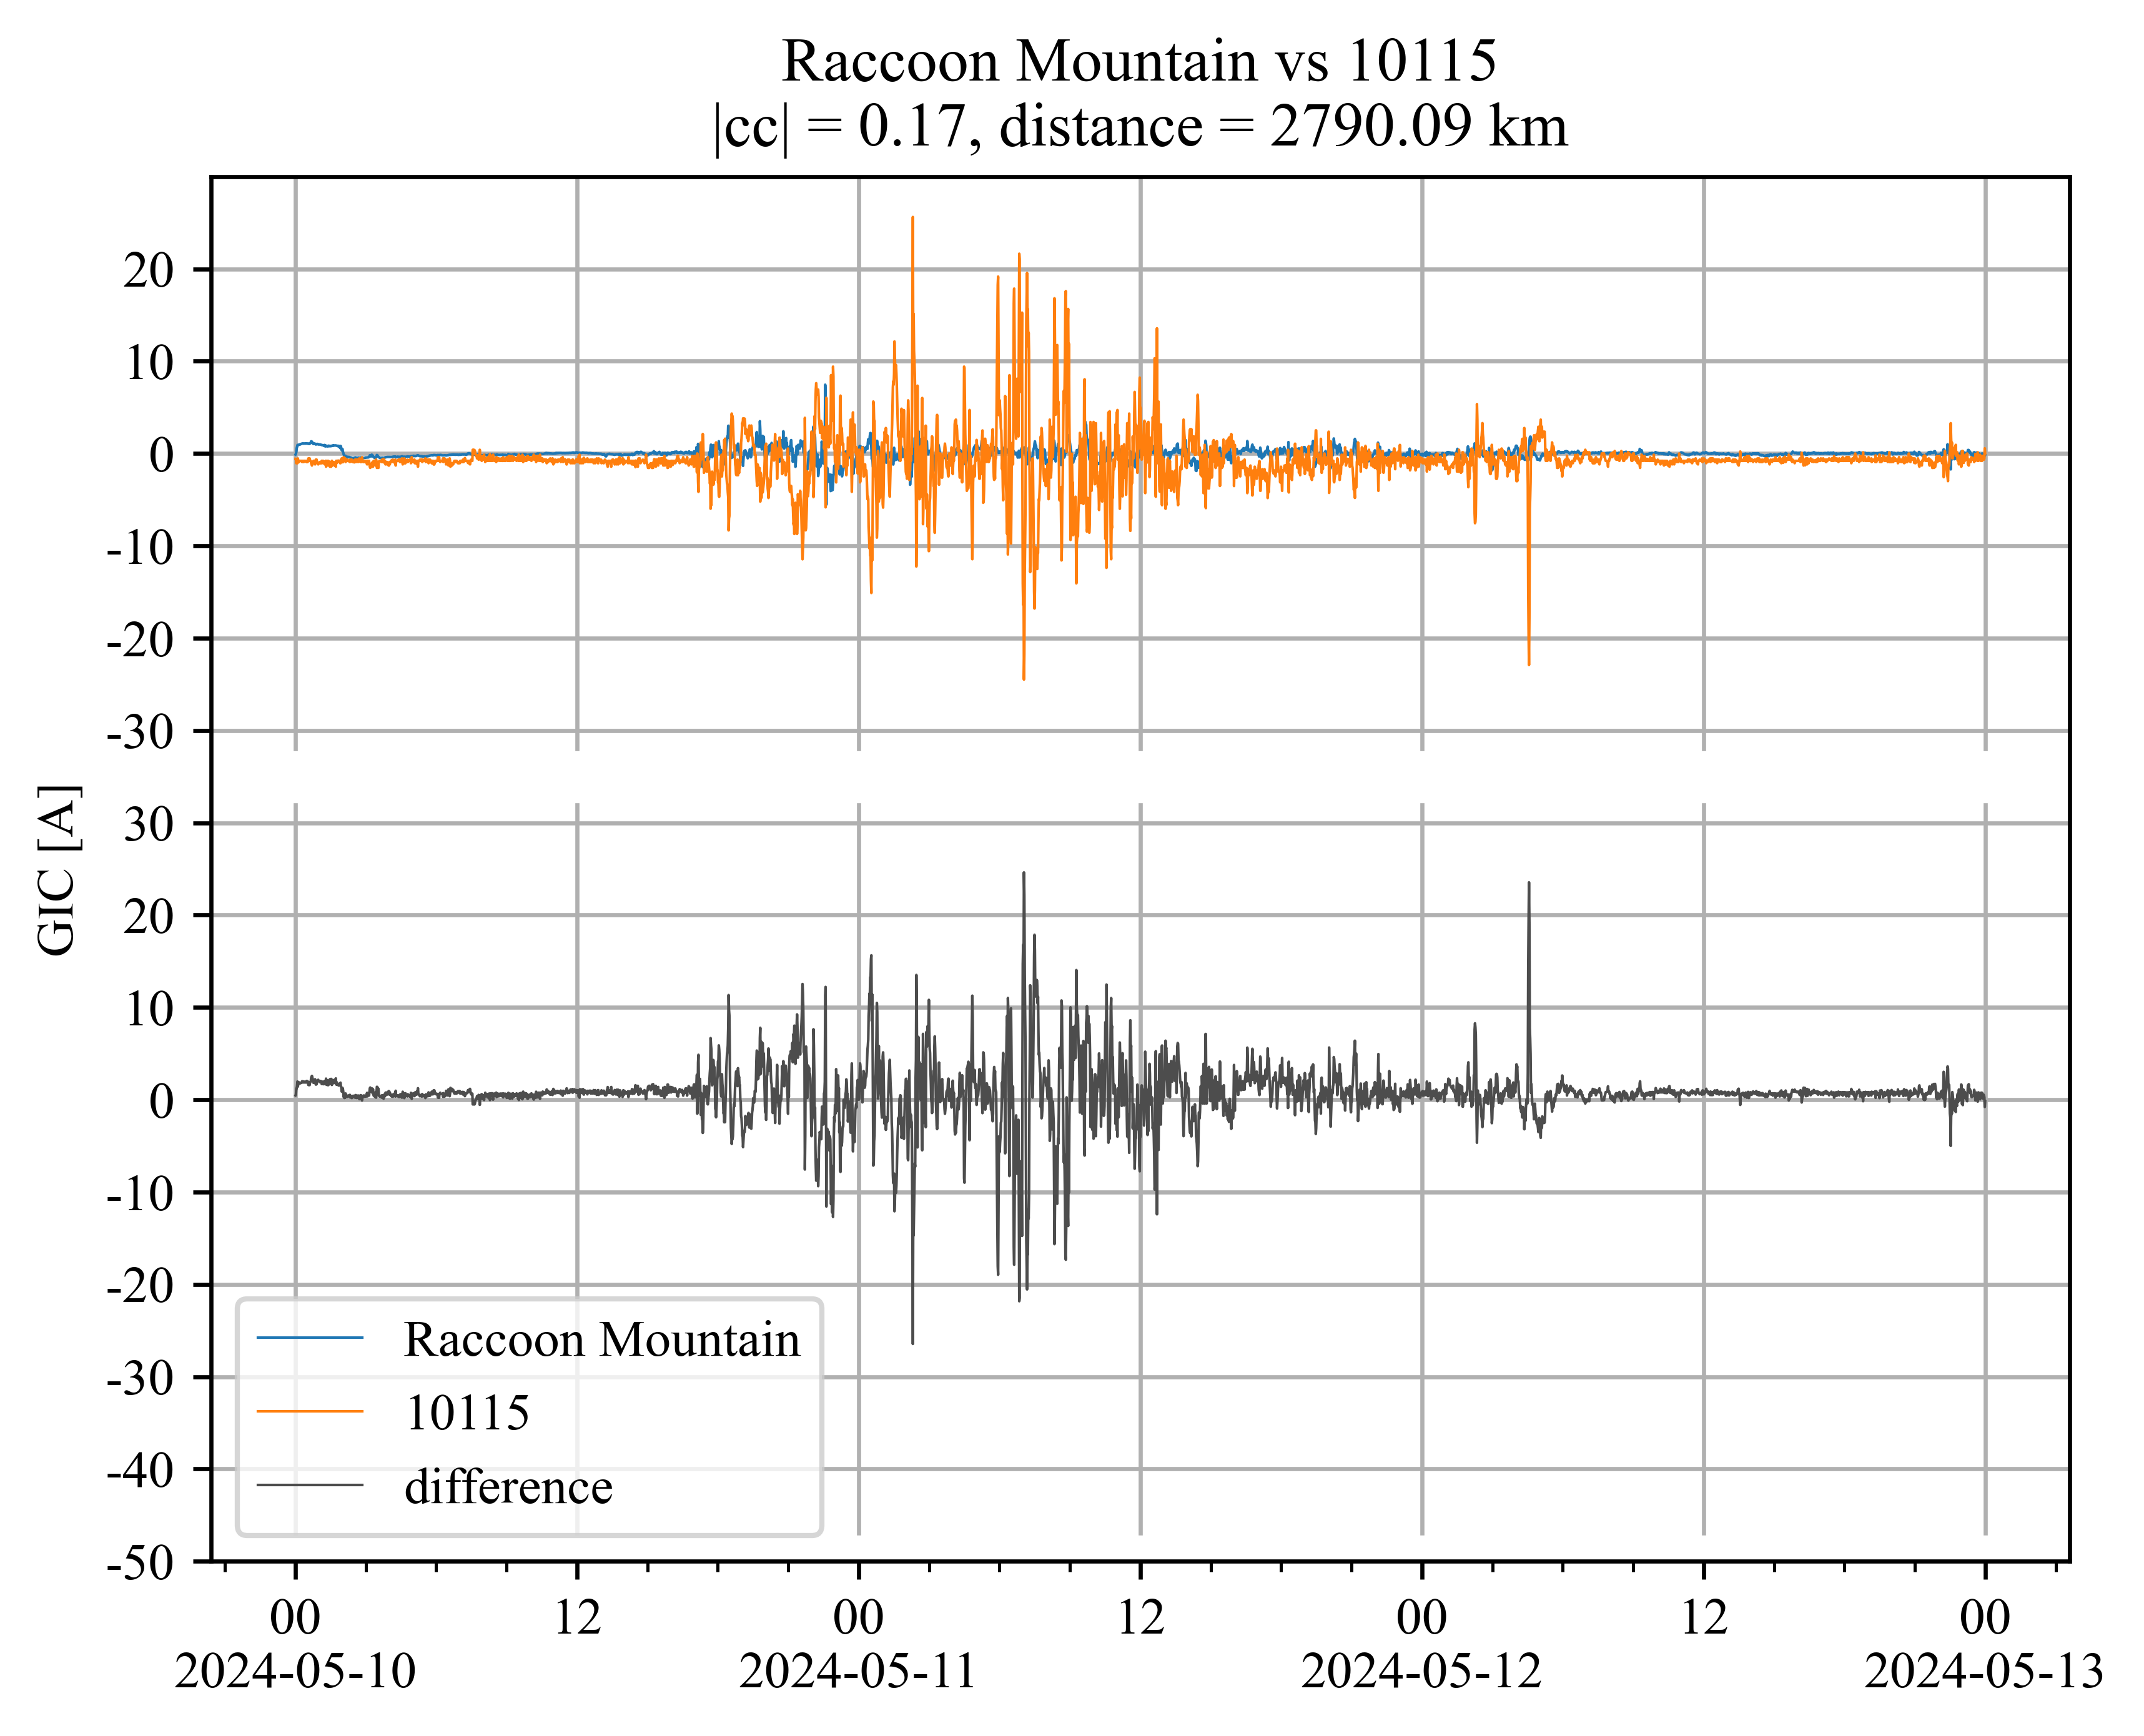 Raccoon Mountain vs 10115
|cc| = 0.17, distance = 2790.09 km
GIC [A]
20
10
0
-10
-20
-30
30
20
10
0
-10
-20
-30
-40
-50
Raccoon Mountain
10115
difference
00 12 00 12 00 12 00
2024-05-10 2024-05-11 2024-05-12 2024-05-13